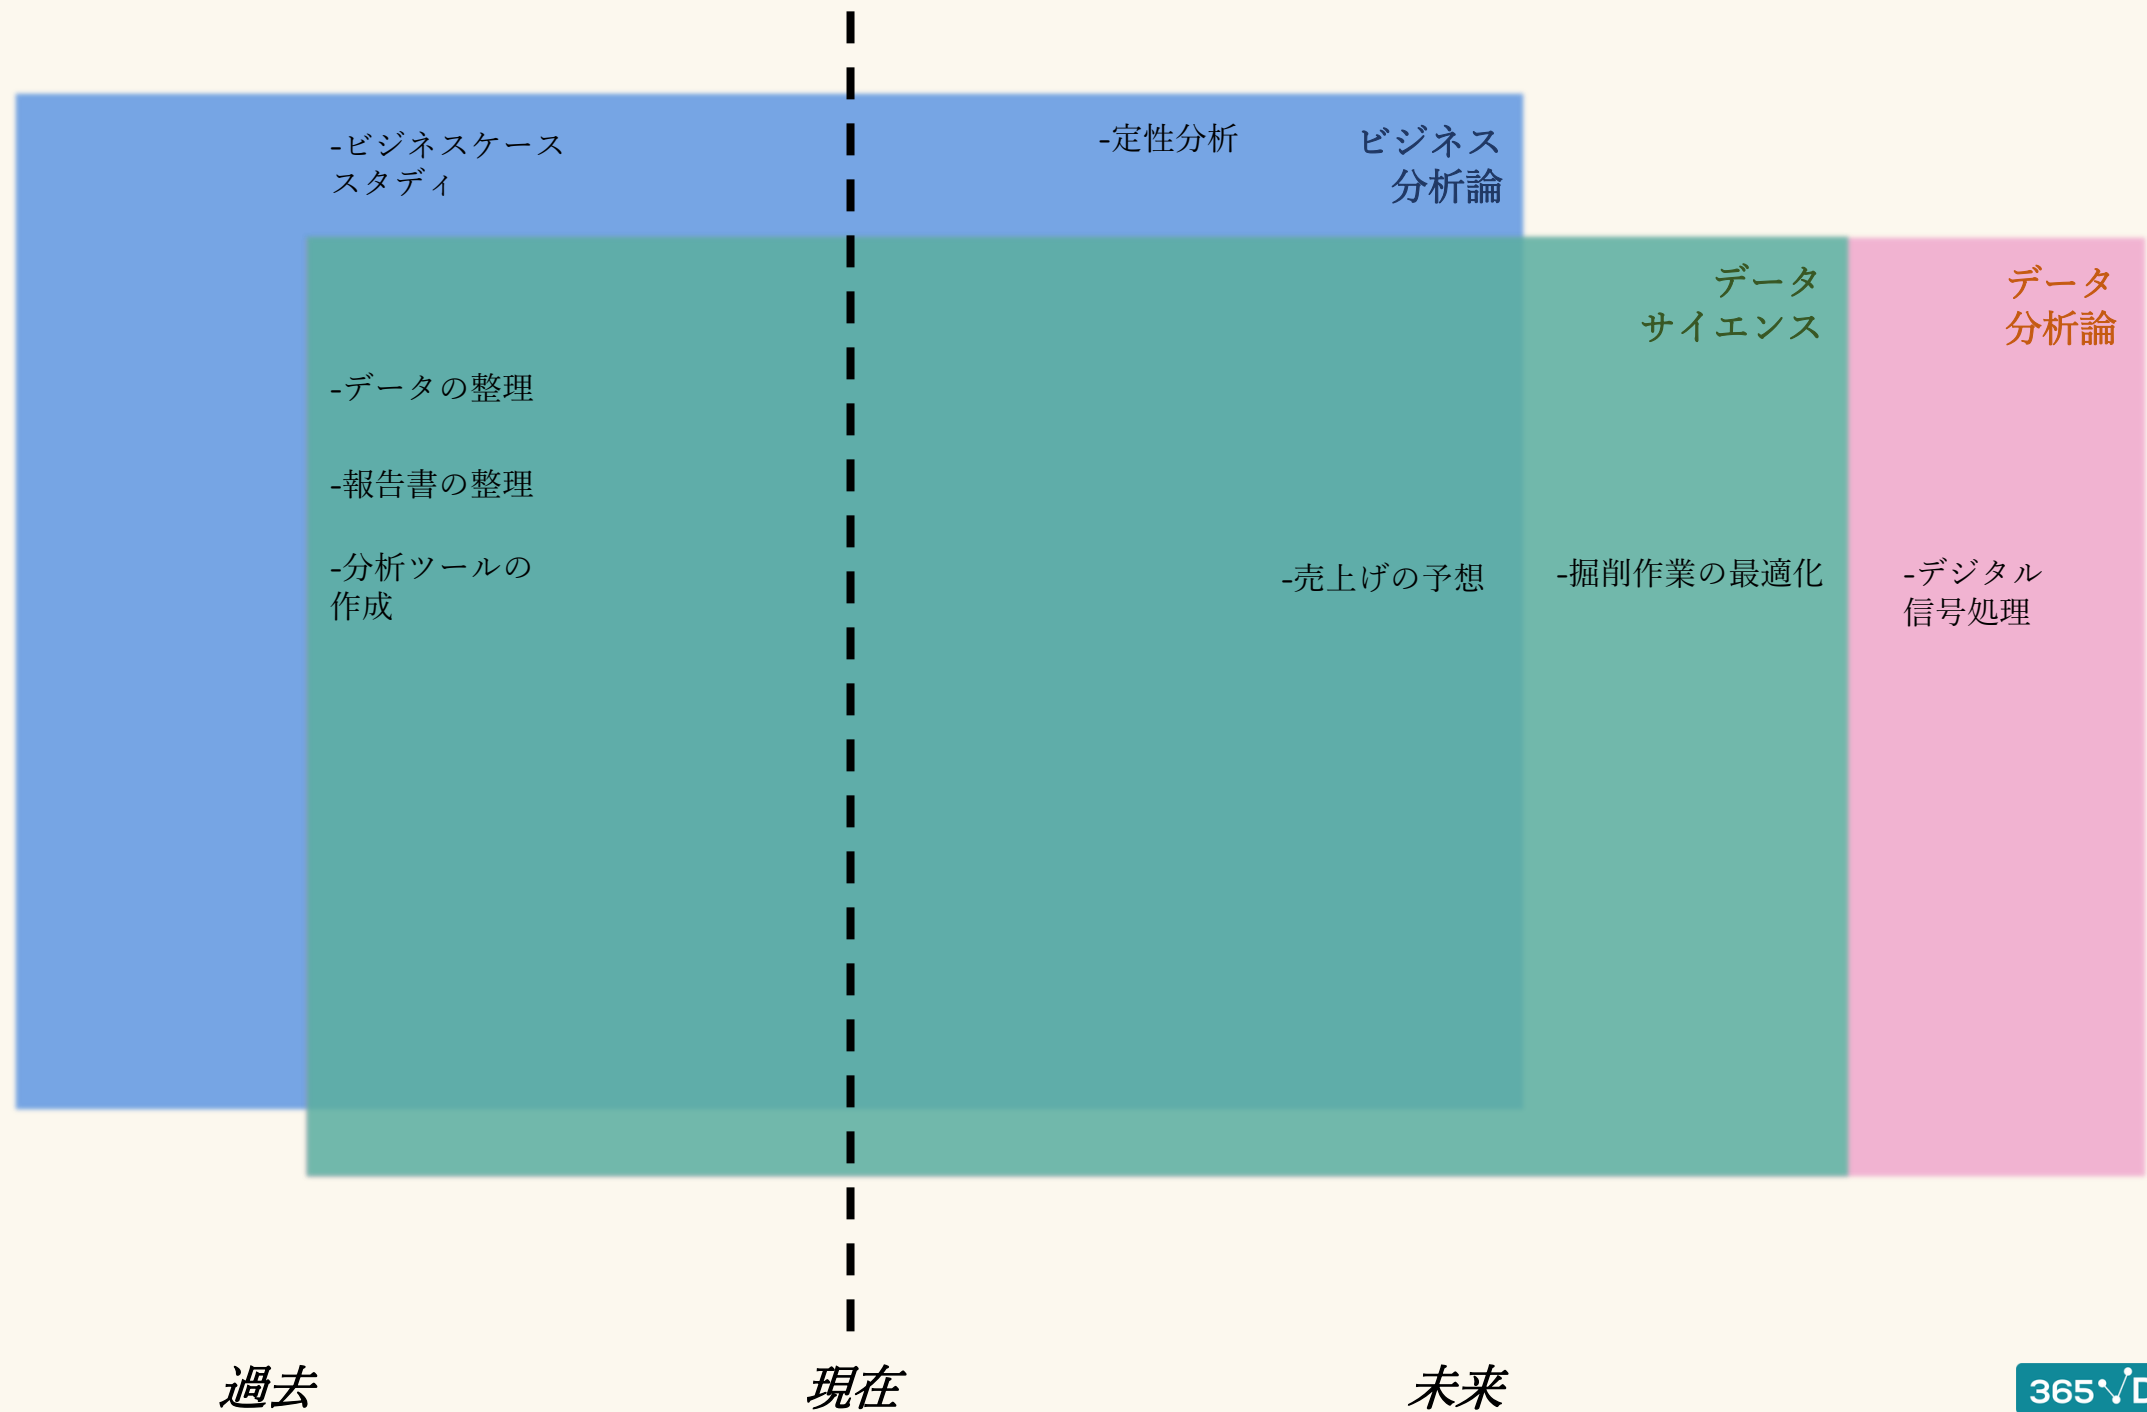 -ビジネスケース
スタディ
-定性分析
ビジネス
分析論
データ
サイエンス
データ
分析論
-データの整理
-報告書の整理
-分析ツールの
作成
-売上げの予想
-掘削作業の最適化
-デジタル
信号処理
過去
現在
未来
365